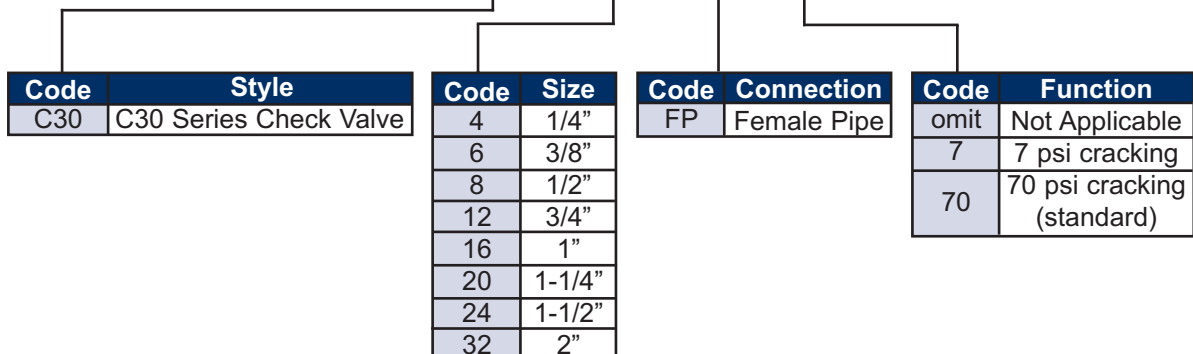 Code Style
C30 C30 Series Check Valve
Code Size
4 1/4”
6 3/8”
8 1/2”
12 3/4”
16 1”
20 1-1/4”
24 1-1/2”
32 2”
Code Connection
FP Female Pipe
Code Function
omit Not Applicable
7 7 psi cracking
70 70 psi cracking
(standard)